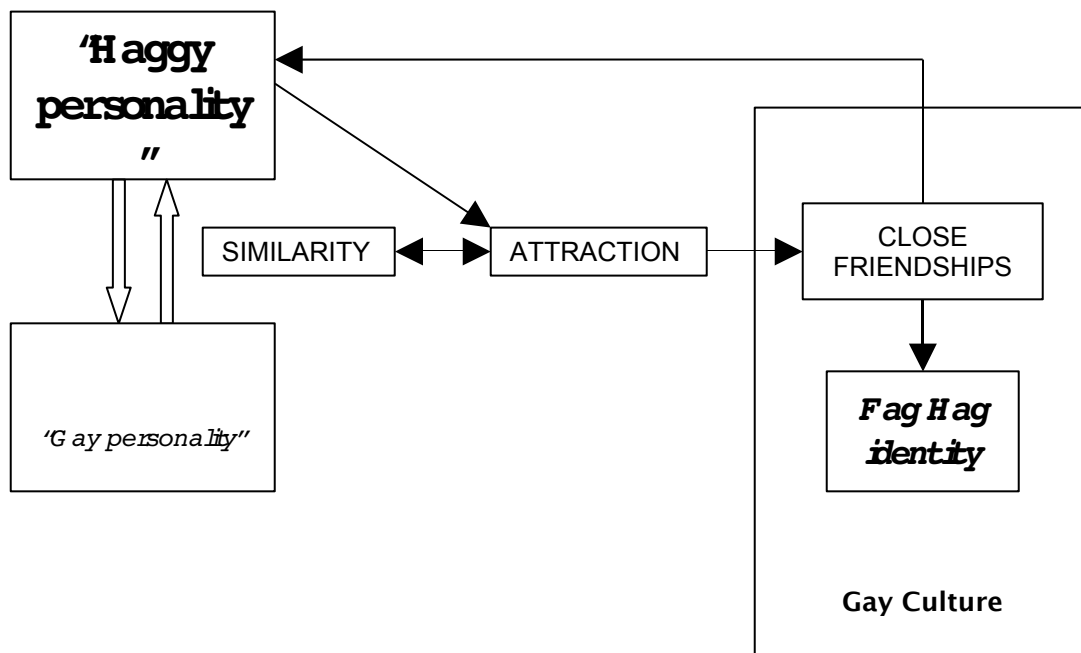 “Haggy
personality
”
SIMILARITY
ATTRACTION
CLOSE
FRIENDSHIPS
“Gay personality”
Fag Hag
identity
Gay Culture